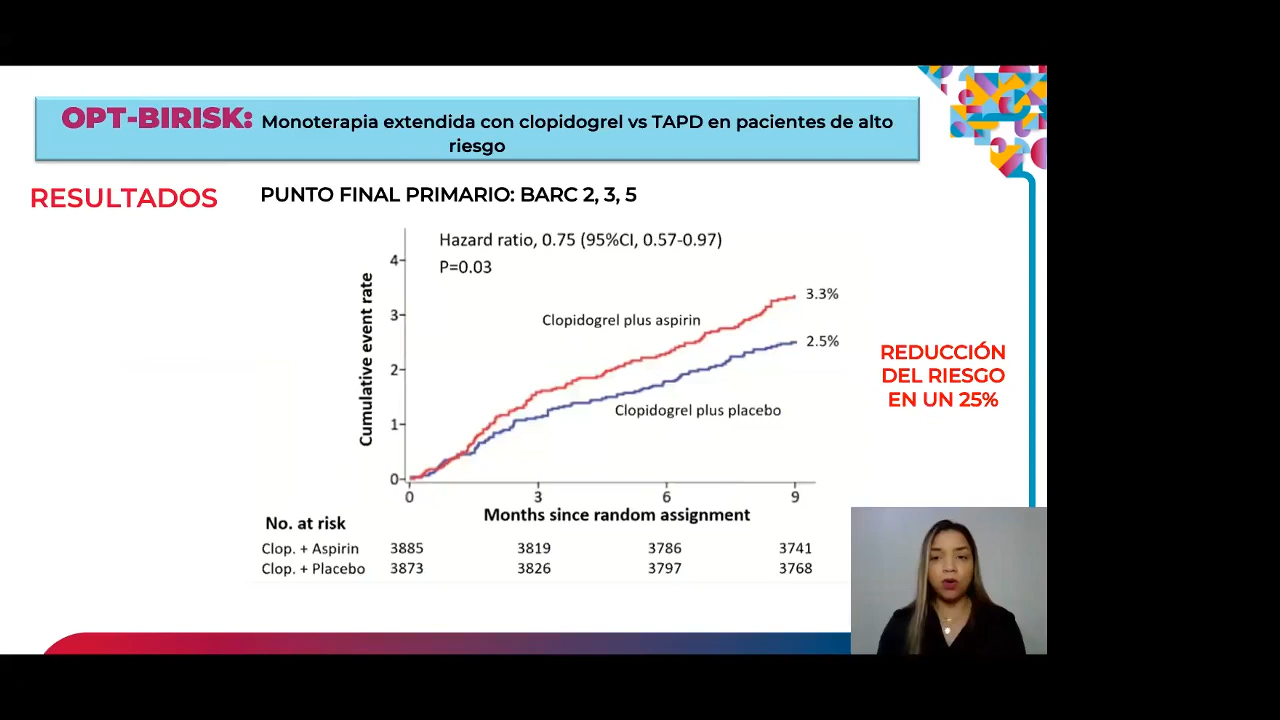 OPT-BIRISK: Monoterapia extendida con clopidogrel vs TAPD en pacientes de alto
riesgo
RESULTADOS
PUNTO FINAL PRIMARIO: BARC 2, 3, 5
Hazard ratio, 0.75 (95%CI, 0.57-0.97)
P=0.03
Cumulative event rate
4
3
2
1
0
3.3%
Clopidogrel plus aspirin
2.5%
Clopidogrel plus placebo
REDUCCIÓN
DEL RIESGO
EN UN 25%
0 3 6 9
Months since random assignment
No. at risk
Clop. + Aspirin 3885 3819 3786 3741
Clop. + Placebo 3873 3826 3797 3768